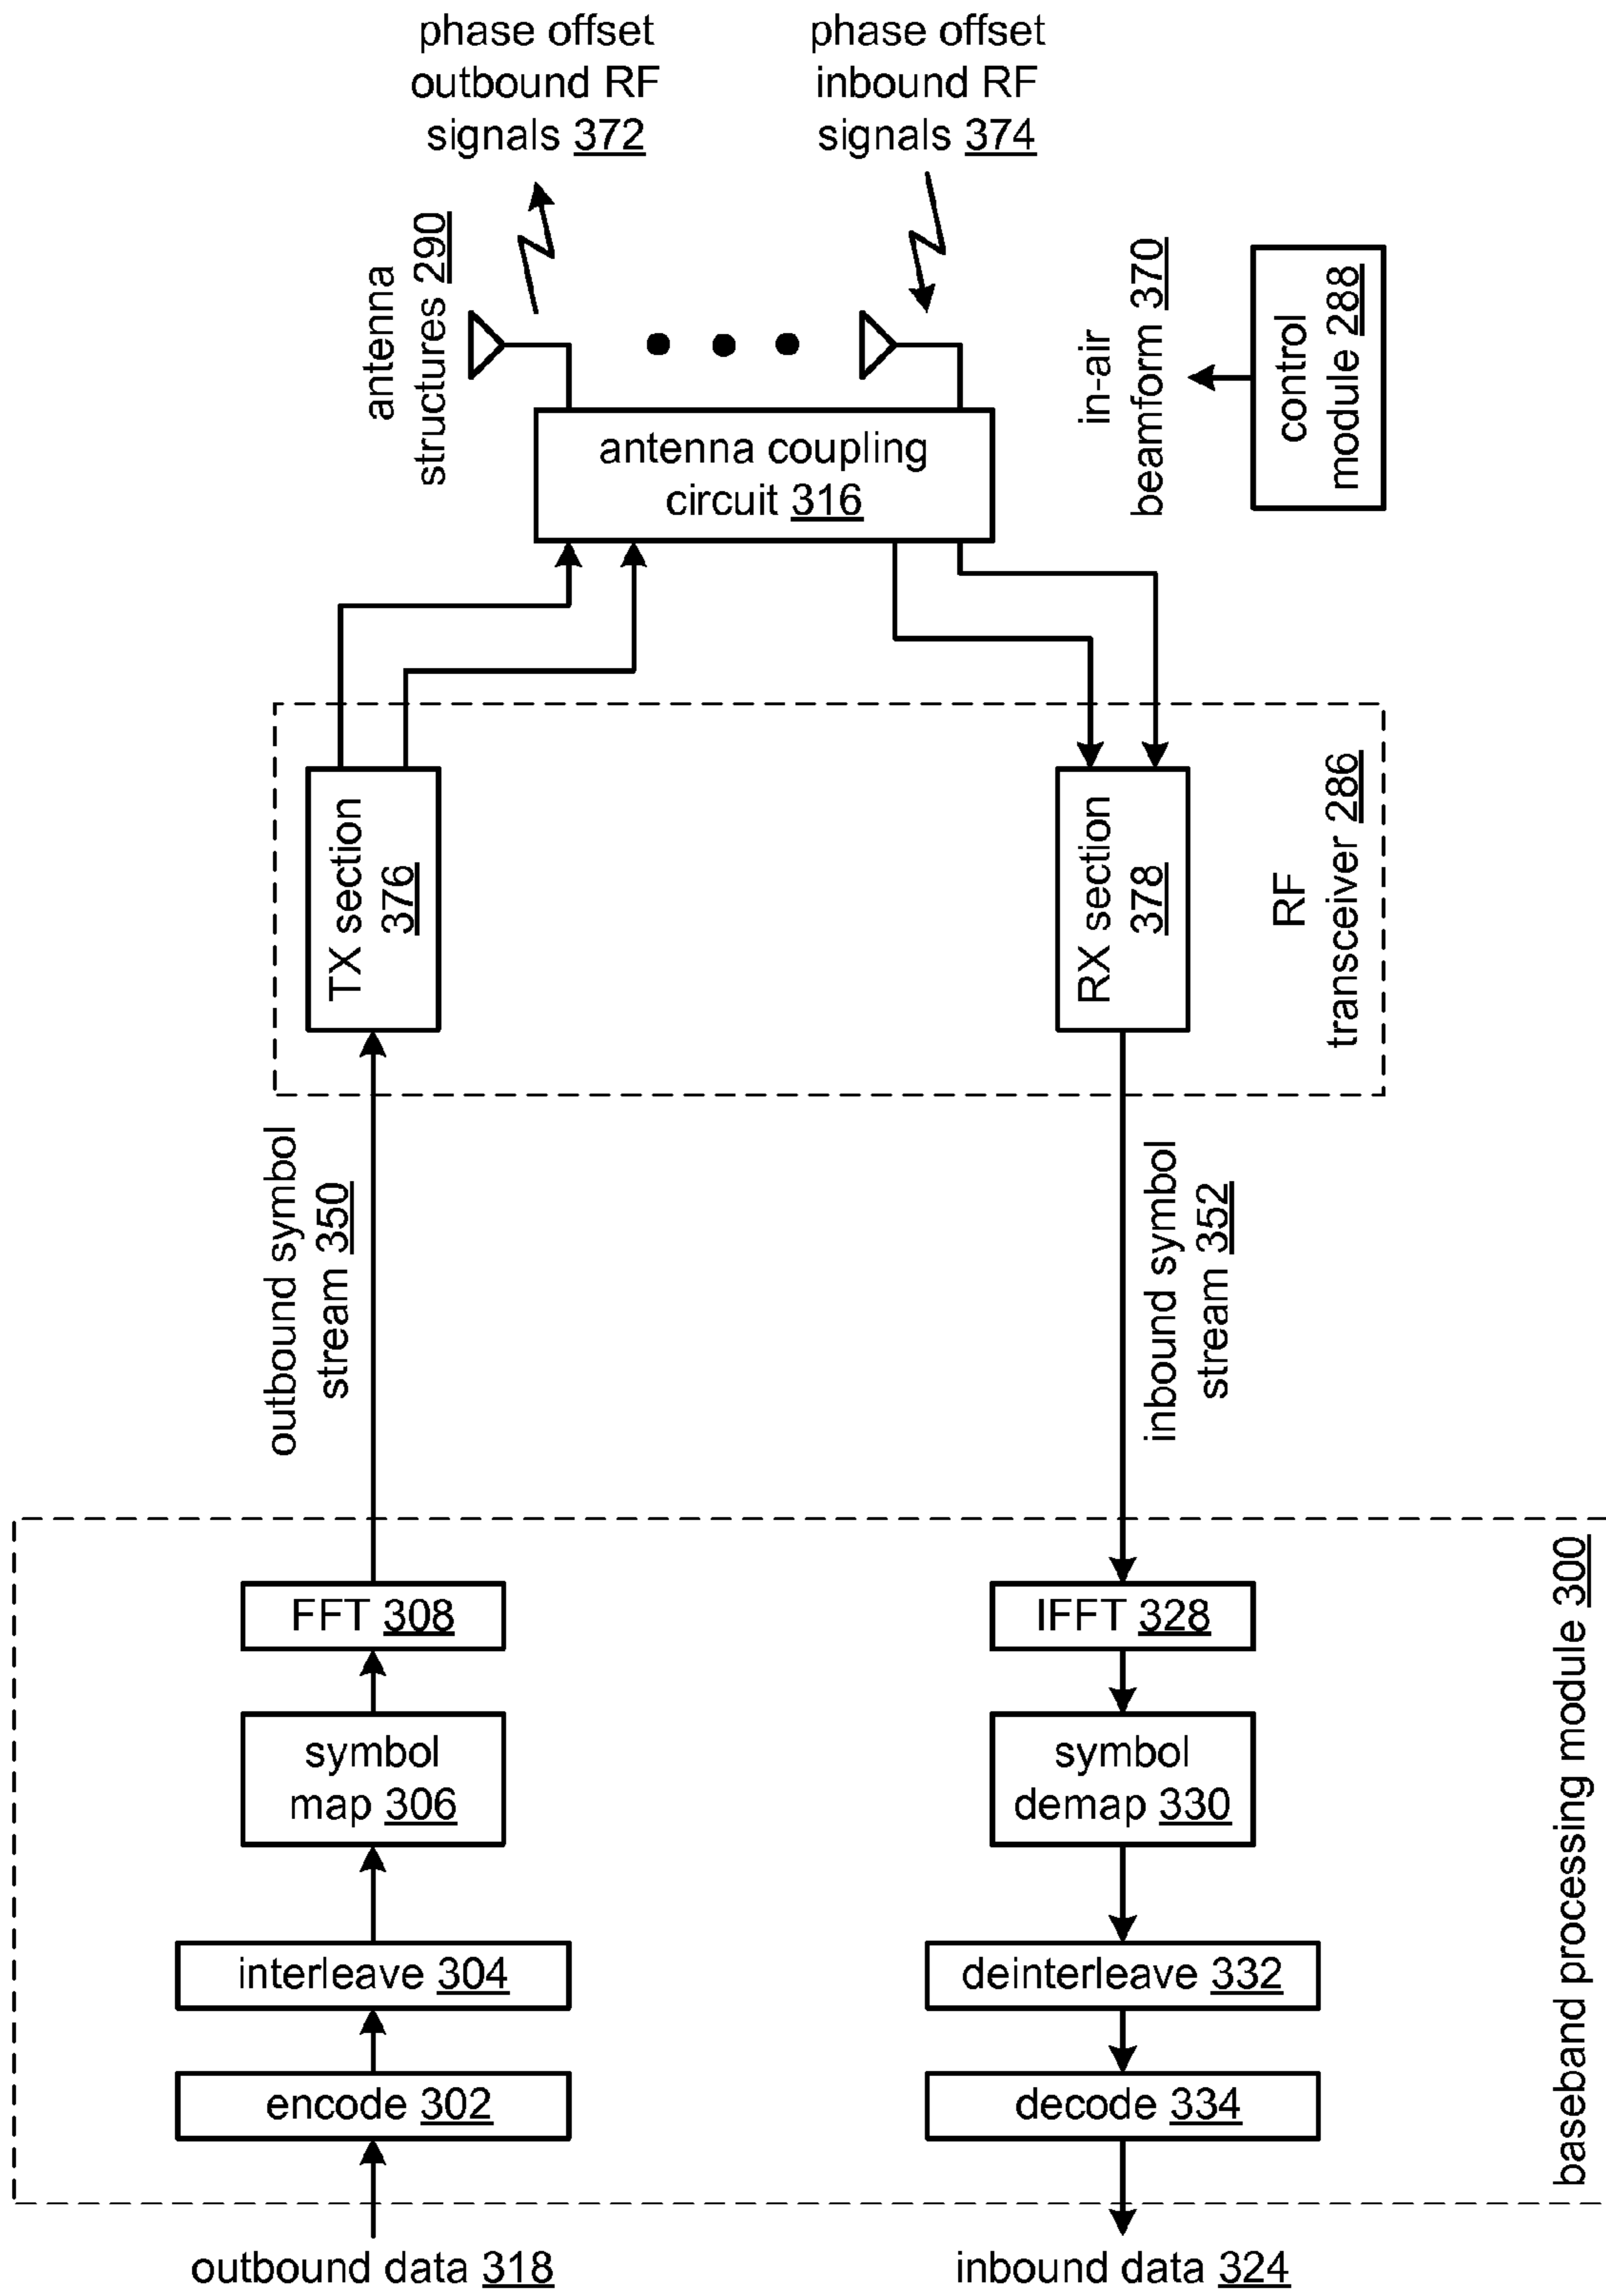 phase offset
outbound RF
signals 372
phase offset
inbound RF
signals 374
antenna
structures 290
in-air
beamform 370
control
module 288
antenna coupling
circuit 316
TX section
376
RX section
378
RF
transceiver 286
outbound symbol
stream 350
inbound symbol
stream 352
FFT 308
IFFT 328
symbol
map 306
symbol
demap 330
interleave 304
deinterleave 332
encode 302
decode 334
baseband processing module 300
outbound data 318
inbound data 324